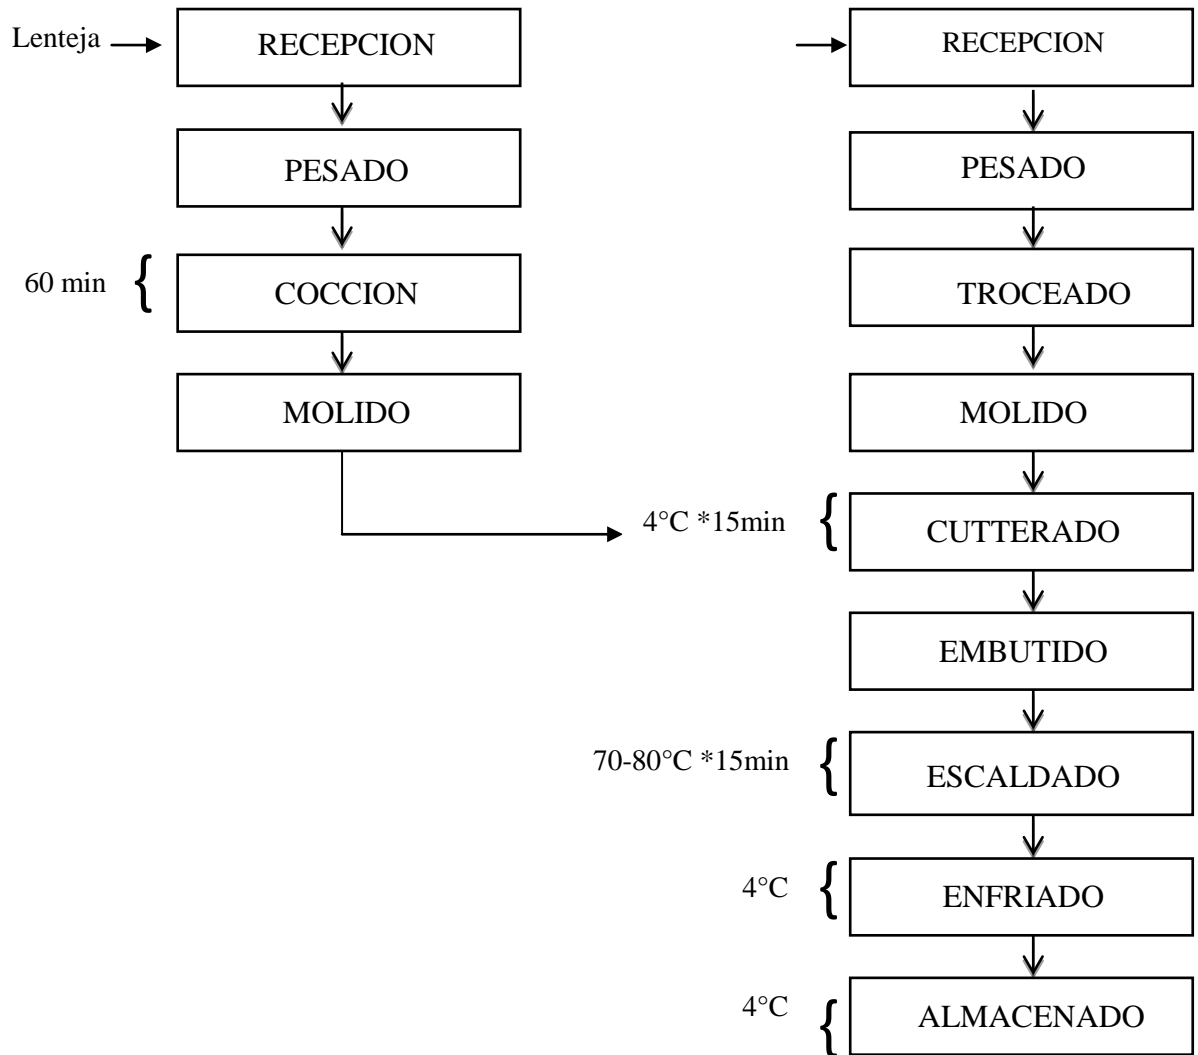 Lenteja
RECEPCION
PESADO
60 min
COCCION
MOLIDO
RECEPCION
PESADO
TROCEADO
MOLIDO
4°C *15min
CUTTERADO
EMBUTIDO
70-80°C *15min
ESCALDADO
4°C
ENFRIADO
4°C
ALMACENADO